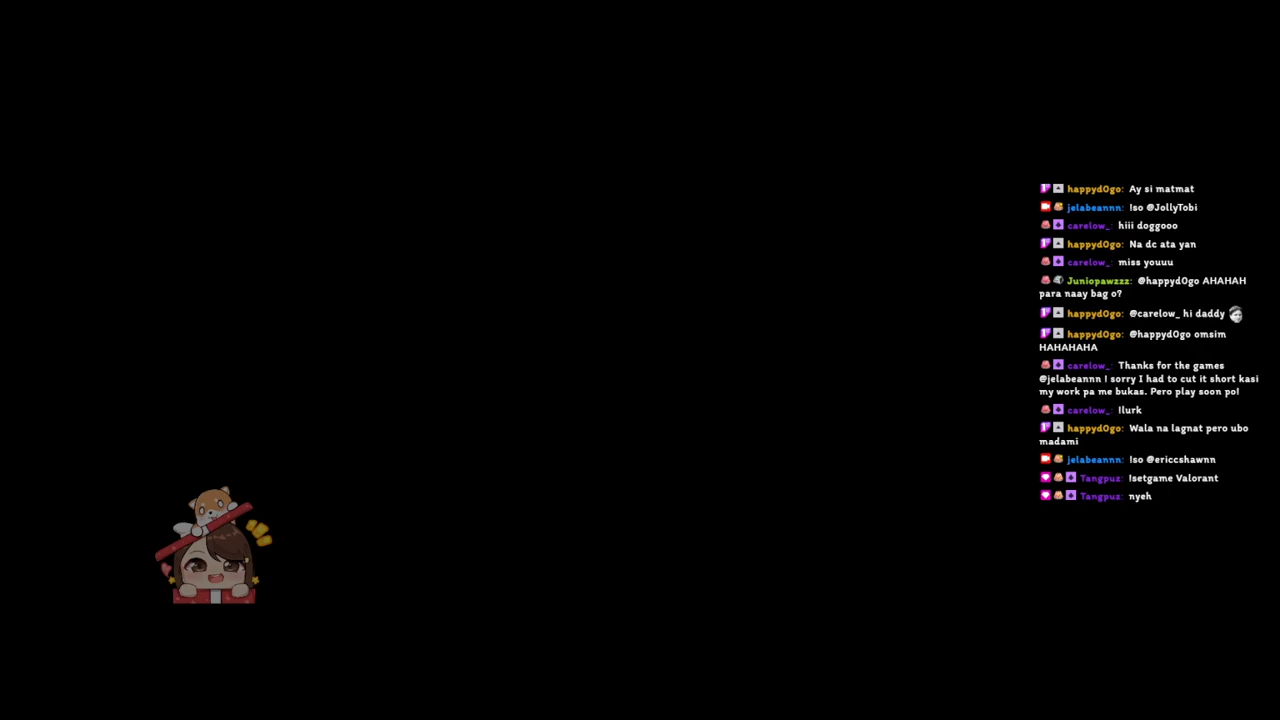 happyd0go: Ay si matmat
jelabeannn: !so @JollyTobi
carelow_: hiii doggooo
happyd0go: Na dc ata yan
carelow_: miss youuu
Juniopawzzz: @happyd0go AHAHAH
para naay bag o?
happyd0go: @carelow_ hi daddy
happyd0go: @happyd0go omsim
HAHAHAHA
carelow_: Thanks for the games
@jelabeannn ! sorry I had to cut it short kasi
my work pa me bukas. Pero play soon po!
carelow_: !lurk
happyd0go: Wala na lagnat pero ubo
madami
jelabeannn: !so @ericcshawnn
Tangpuz: !setgame Valorant
Tangpuz: nyeh